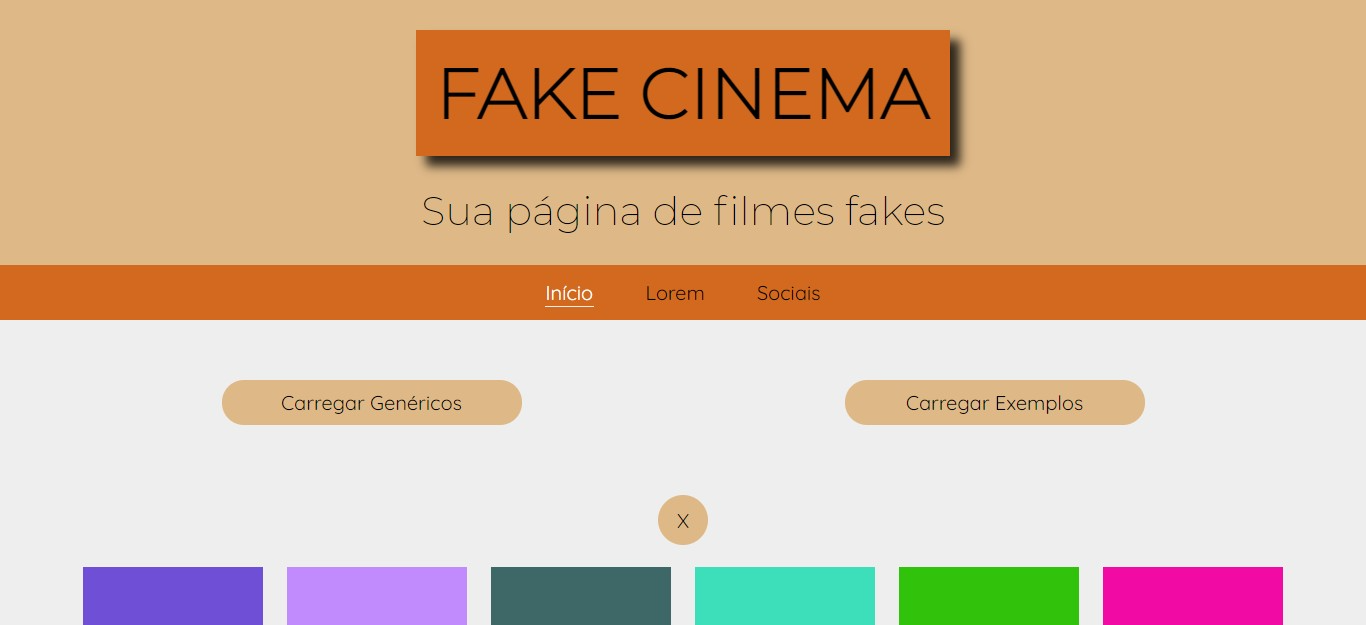 FAKE CINEMA
Sua página de filmes fakes
Início Lorem Sociais
Carregar Genéricos Carregar Exemplos
X